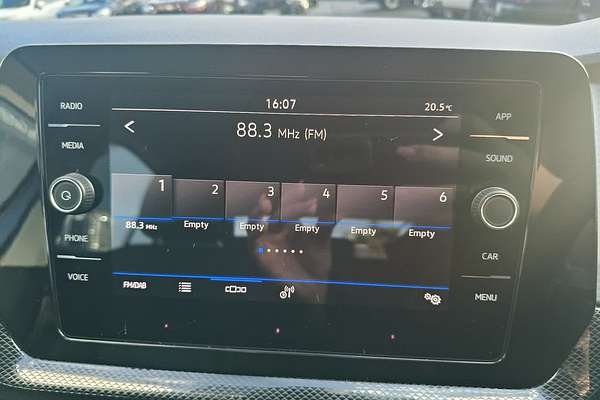 RADIO
MEDIA
PHONE
VOICE
16:07 20.5°C
88.3 MHz (FM)
1 2 3 4 5 6
88.3 MHz Empty Empty Empty Empty Empty
FM/DAB
APP
SOUND
CAR
MENU